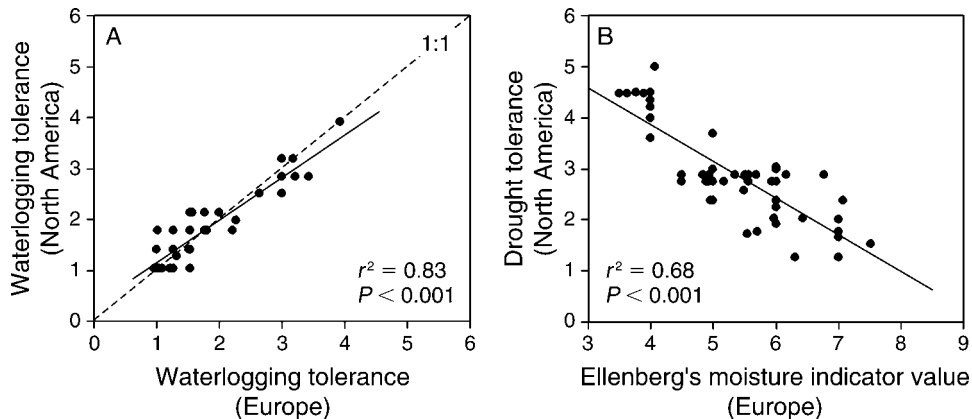 A
1:1
Waterlogging tolerance
(North America)
6
5
4
3
2
1
0
r² = 0.83
P < 0.001
0 1 2 3 4 5 6
Waterlogging tolerance
(Europe)
B
Drought tolerance
(North America)
6
5
4
3
2
1
0
r² = 0.68
P < 0.001
3 4 5 6 7 8 9
Ellenberg's moisture indicator value
(Europe)